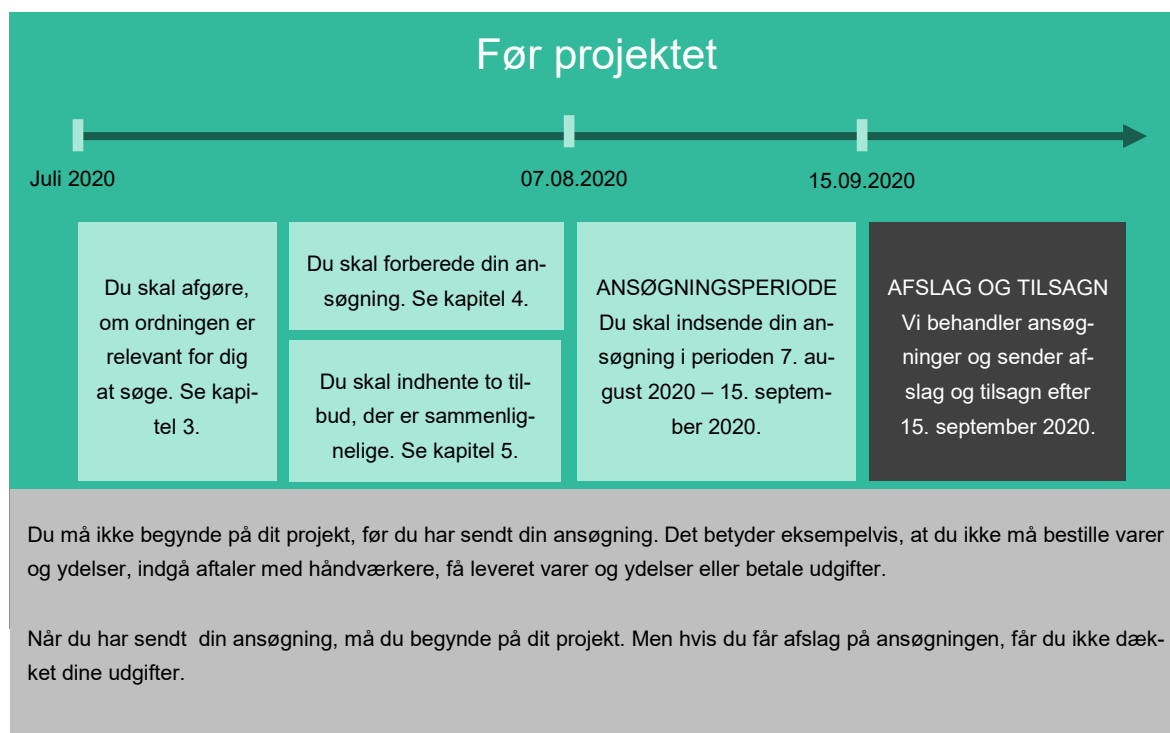 Før projektet
Juli 2020
07.08.2020
15.09.2020
Du skal afgøre,
om ordningen er
relevant for dig
at søge. Se kapi-
tel 3.
Du skal forberede din an-
søgning. Se kapitel 4.
Du skal indhente to til-
bud, der er sammenlig-
nelige. Se kapitel 5.
ANSØGNINGSPERIODE
Du skal indsende din an-
søgning i perioden 7. au-
gust 2020 – 15. septem-
ber 2020.
AFSLAG OG TILSAGN
Vi behandler ansøg-
ninger og sender af-
slag og tilsagn efter
15. september 2020.
Du må ikke begynde på dit projekt, før du har sendt din ansøgning. Det betyder eksempelvis, at du ikke må bestille varer
og ydelser, indgå aftaler med håndværkere, få leveret varer og ydelser eller betale udgifter.
Når du har sendt  din ansøgning, må du begynde på dit projekt. Men hvis du får afslag på ansøgningen, får du ikke dæk-
ket dine udgifter.